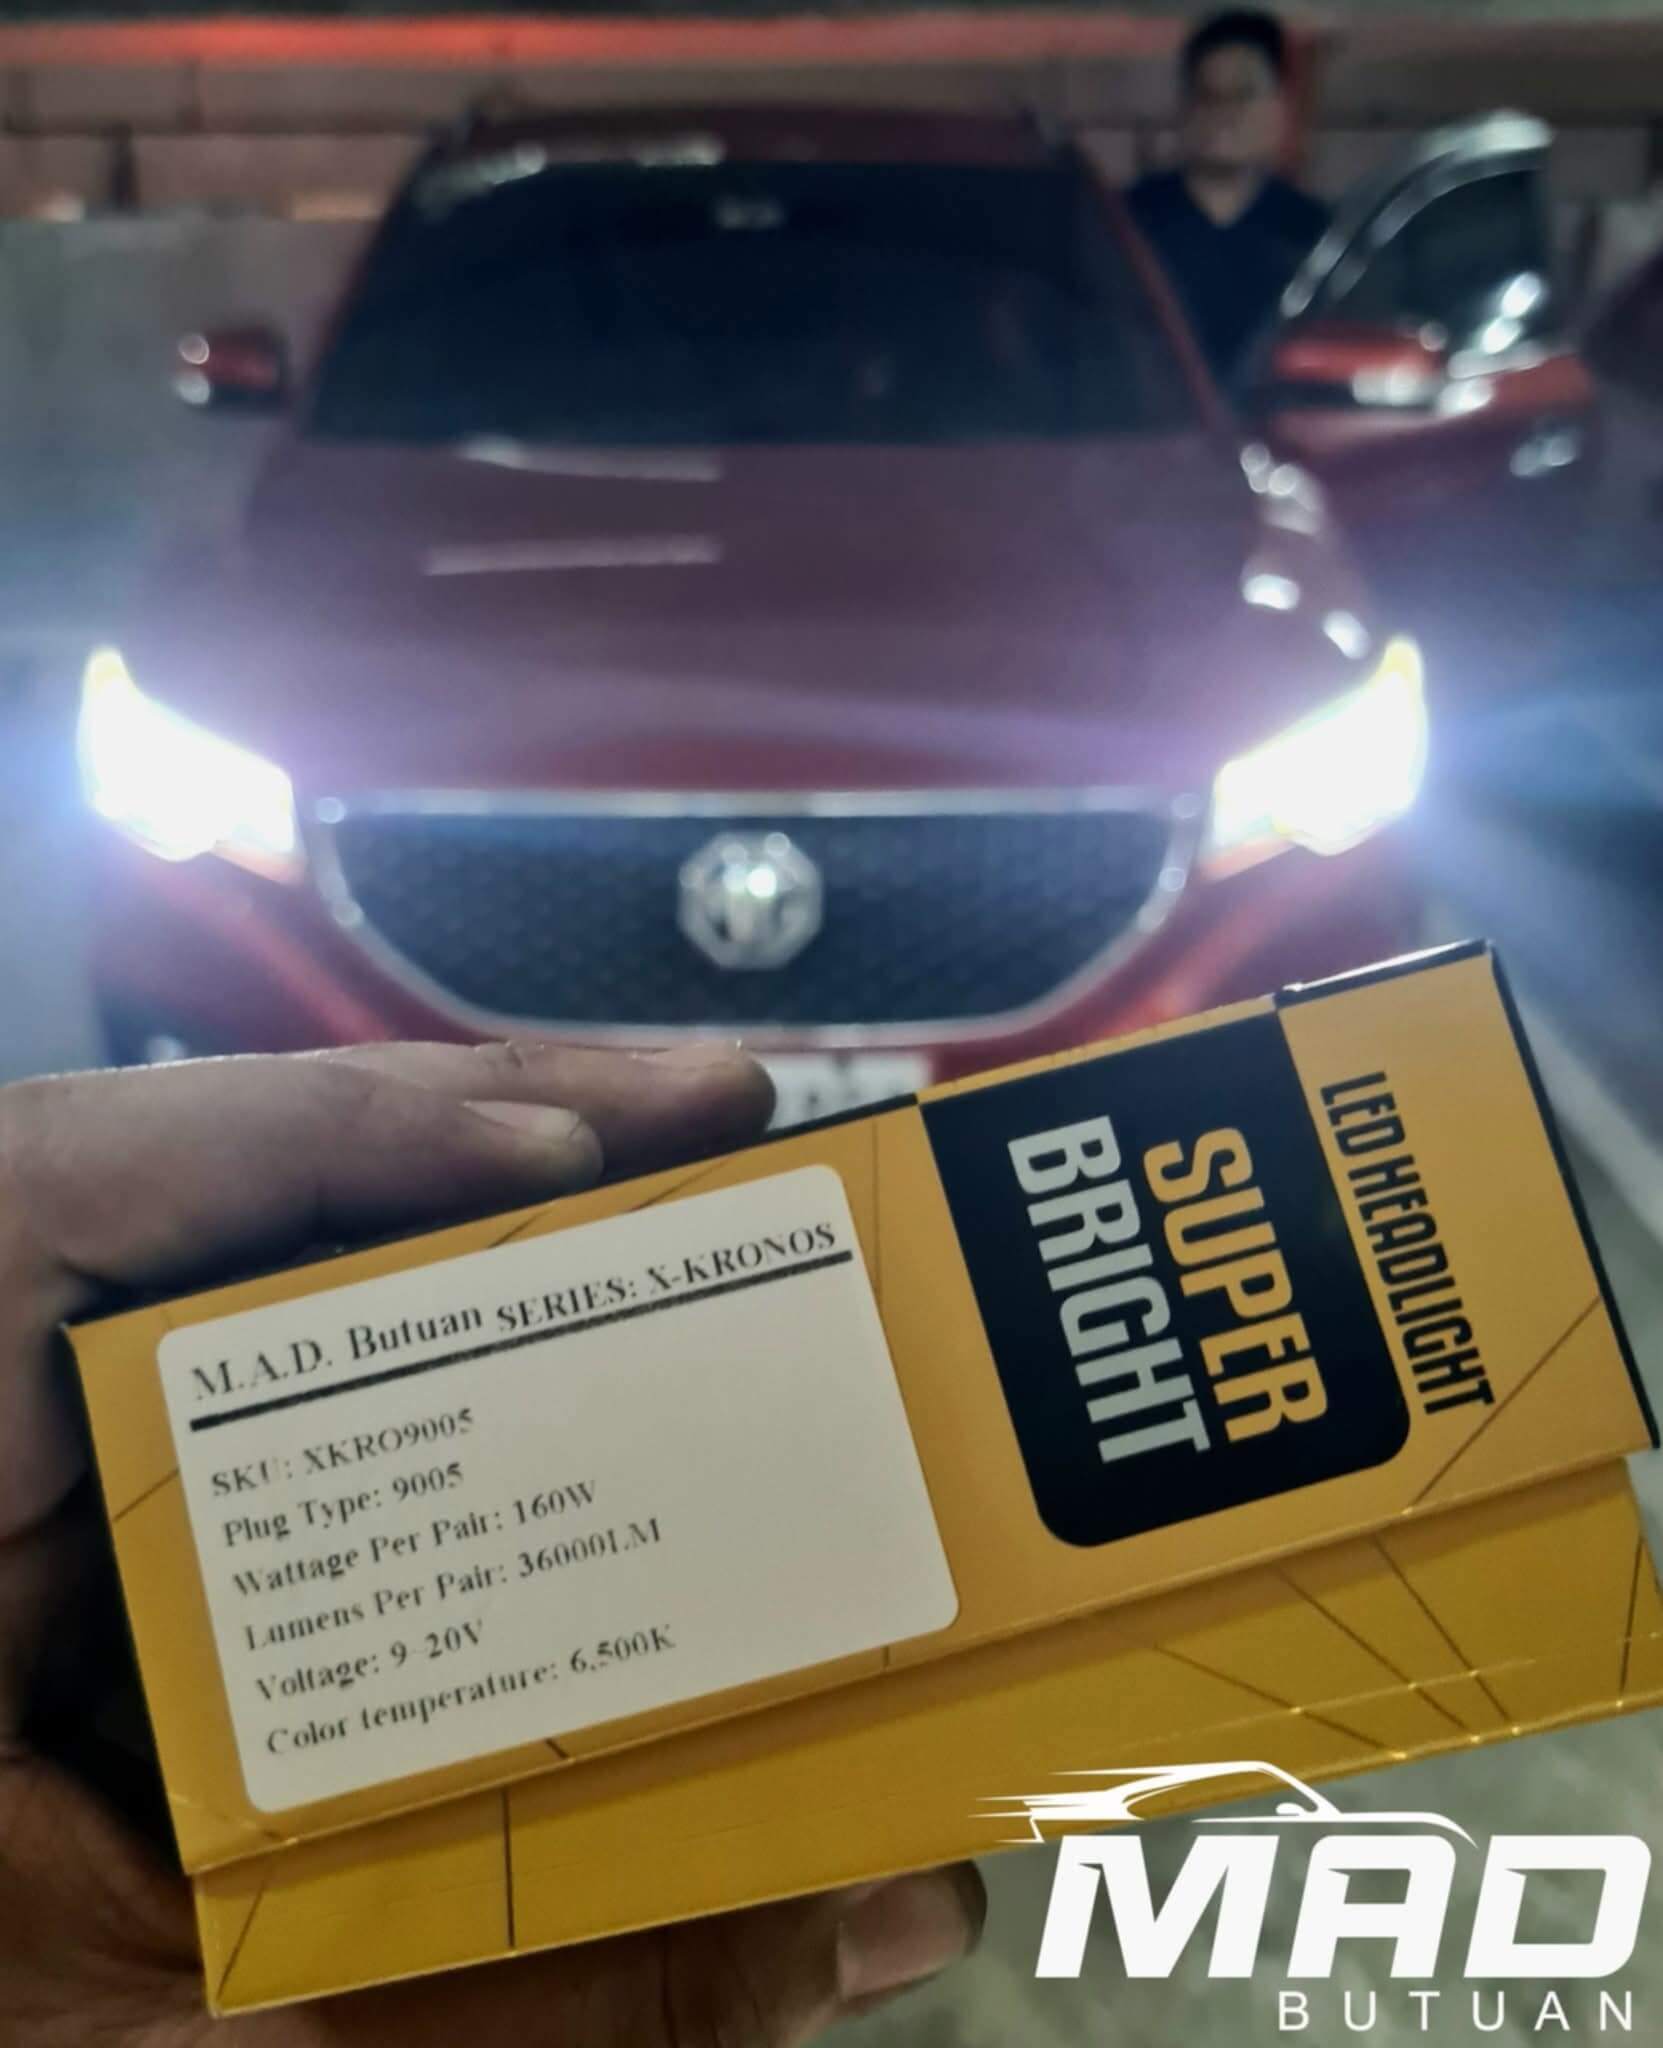 M.A.D. Butuan SERIES: X-KRONOS
SKU: XKRO9005
Plug Type: 9005
Wattage Per Pair: 160W
Lumens Per Pair: 36000LM
Voltage: 9-20V
Color temperature: 6,500K
LED HEADLIGHT
SUPER
BRIGHT
MAD
BUTUAN